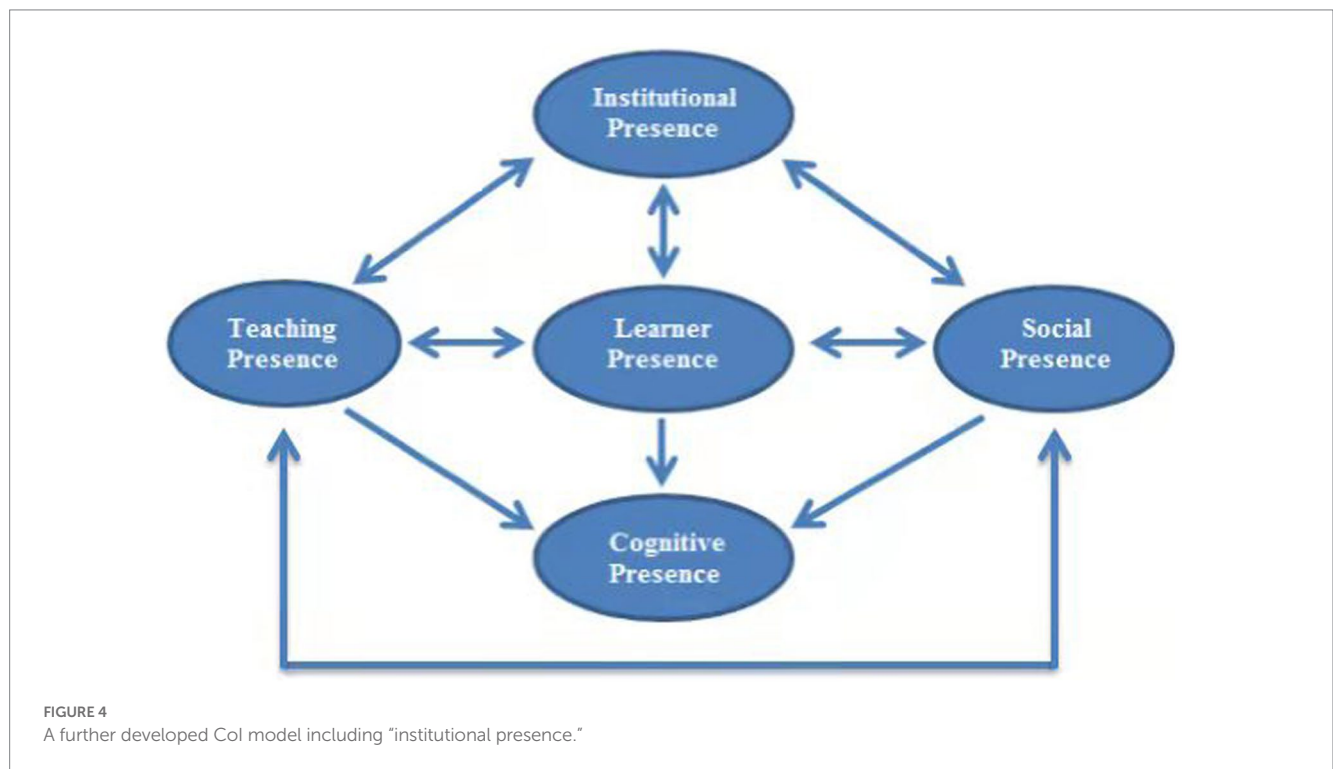 Institutional
Presence
Teaching
Presence
Learner
Presence
Social
Presence
Cognitive
Presence
FIGURE 4
A further developed CoI model including “institutional presence.”